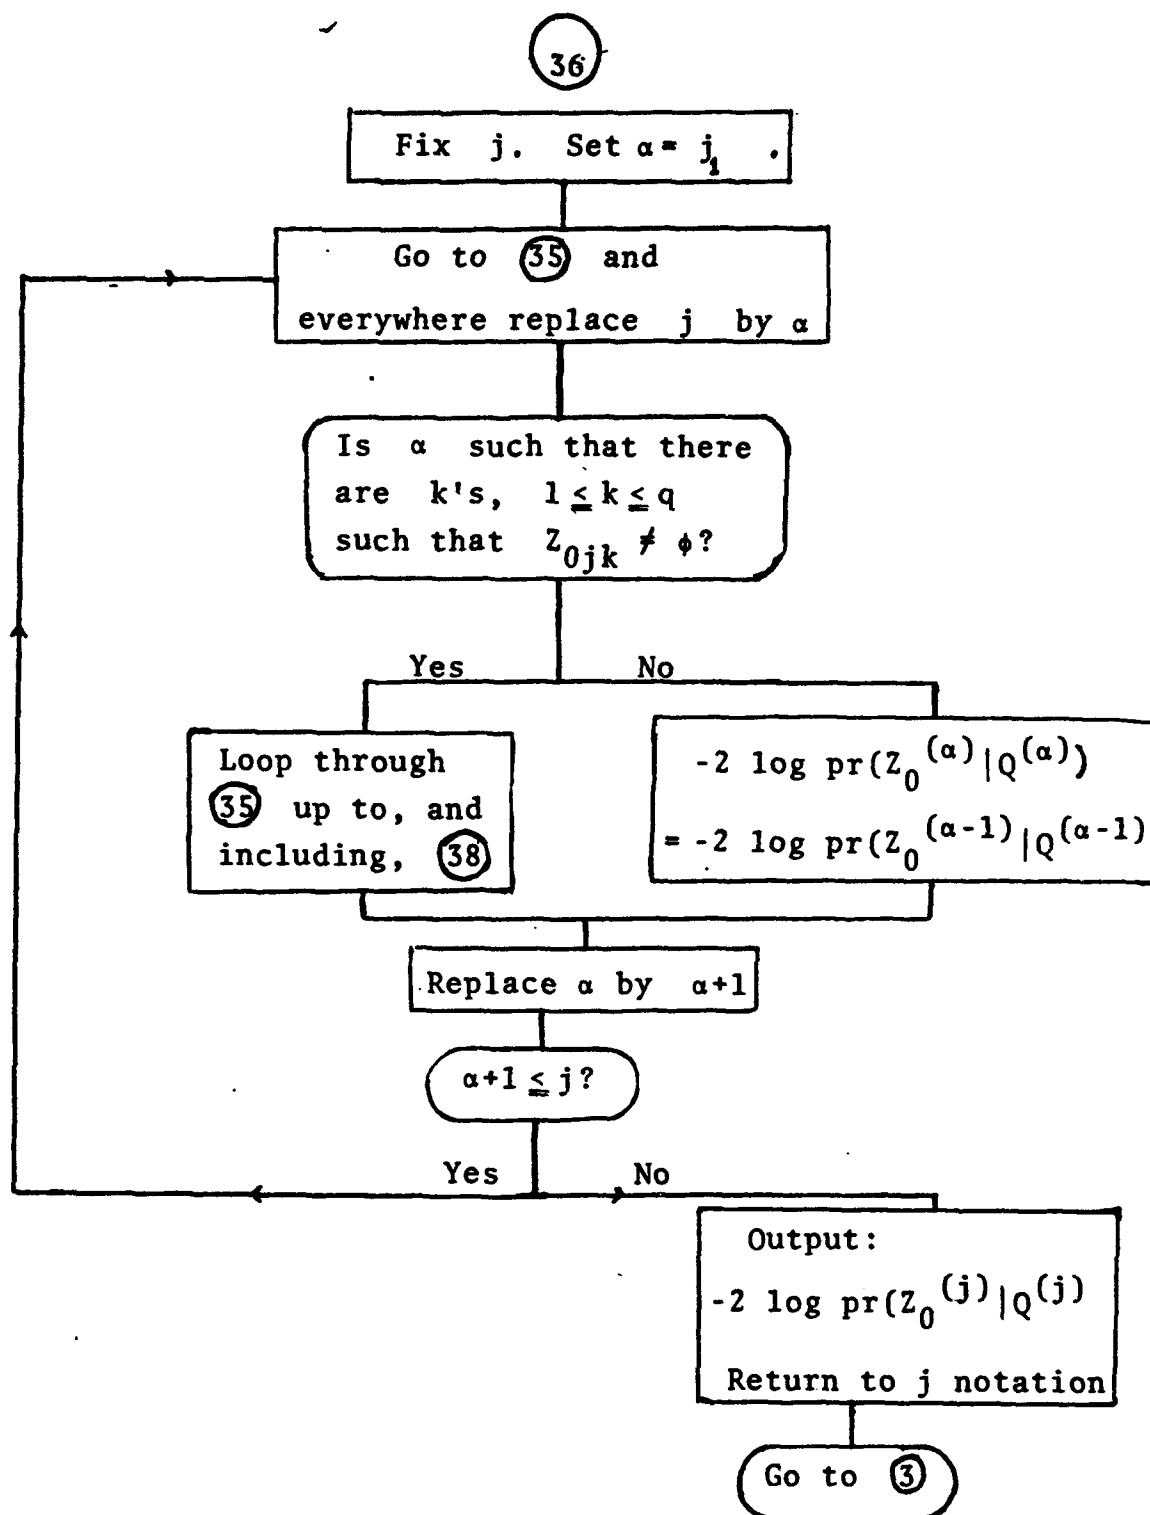 36
Fix j. Set α = j₁ .
Go to 35 and
everywhere replace j by α
Is α such that there
are k's, 1 ≦ k ≦ q
such that Z₀ⱼₖ ≠ ϕ?
Yes No
Loop through
35 up to, and
including, 38
-2 log pr(Z₀^(α)|Q^(α))
= -2 log pr(Z₀^(α-1)|Q^(α-1)
Replace α by α+1
α+1 ≦ j?
Yes No
Output:
-2 log pr(Z₀^(j)|Q^(j)
Return to j notation
Go to 3